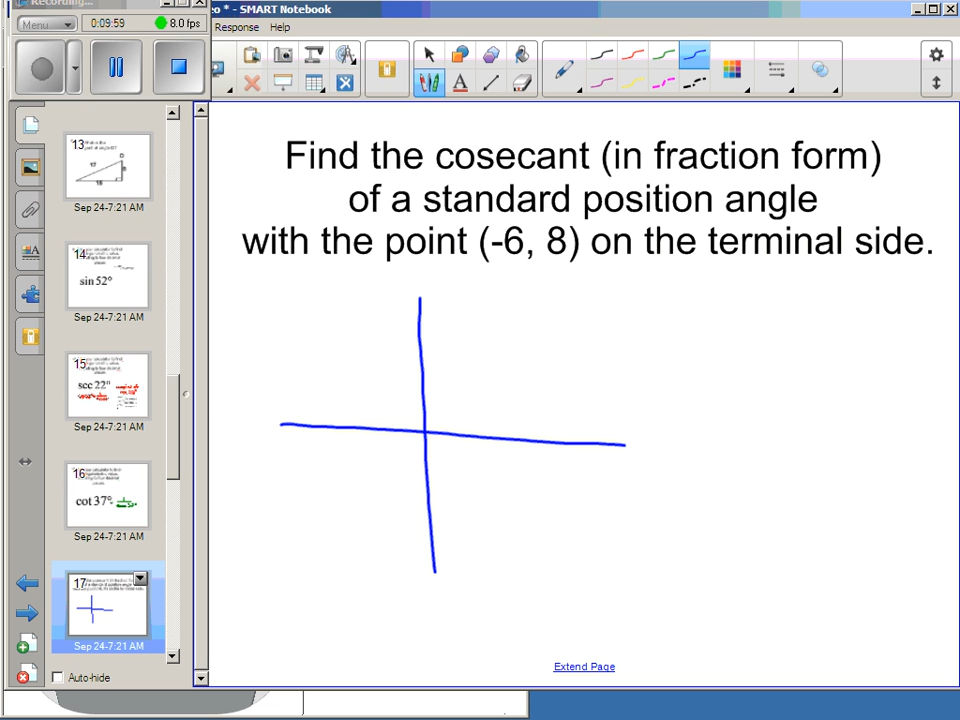 Recording...
Menu 0:09:59 8.0 fps
eo * - SMART Notebook
Response Help
13
17
Sep 24-7:21 AM
14
sin 52°
Sep 24-7:21 AM
15
sec 22°
Sep 24-7:21 AM
16
cot 37°
Sep 24-7:21 AM
17
Sep 24-7:21 AM
Auto-hide
Find the cosecant (in fraction form)
of a standard position angle
with the point (-6, 8) on the terminal side.
Extend Page